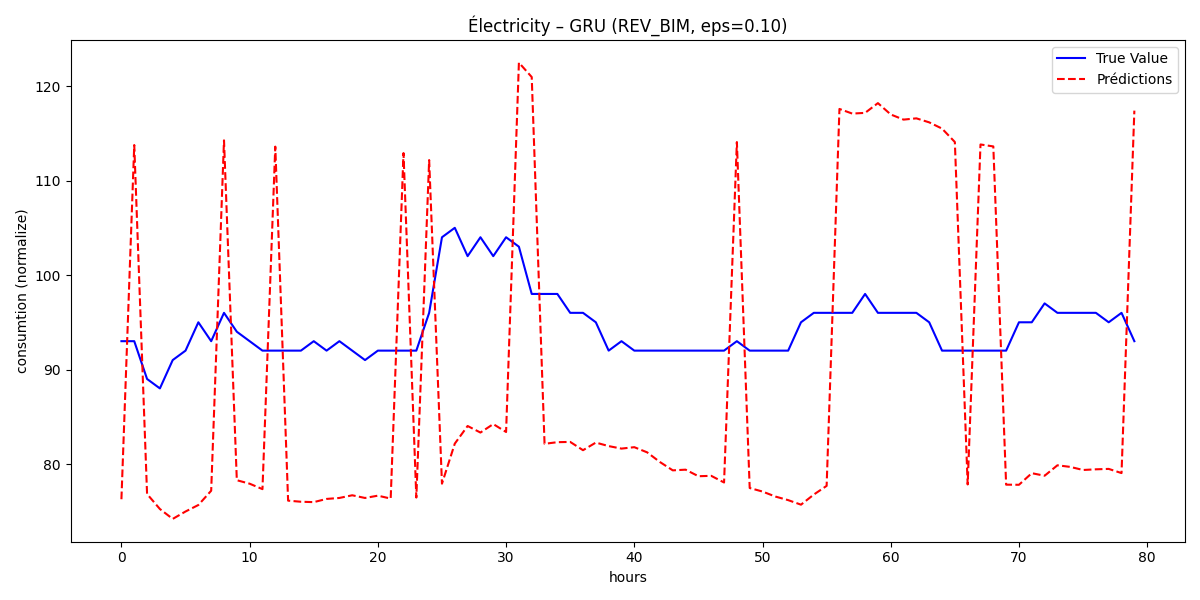 Électricity – GRU (REV_BIM, eps=0.10)
True Value
Prédictions
consumtion (normalize)
120
110
100
90
80
0 10 20 30 40 50 60 70 80
hours